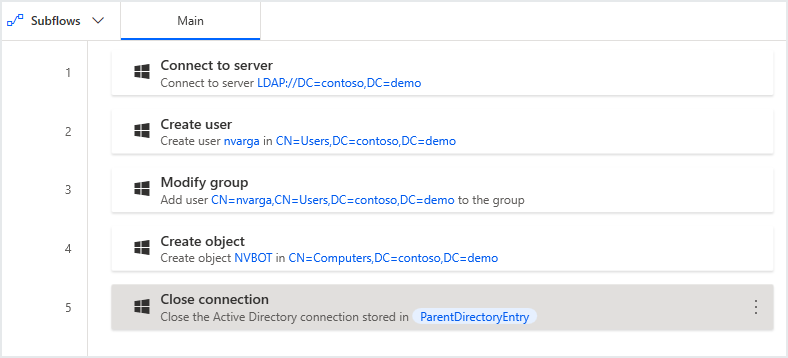 Subflows
Main
1
Connect to server
Connect to server LDAP://DC=contoso,DC=demo
2
Create user
Create user nvarga in CN=Users,DC=contoso,DC=demo
3
Modify group
Add user CN=nvarga,CN=Users,DC=contoso,DC=demo to the group
4
Create object
Create object NVBOT in CN=Computers,DC=contoso,DC=demo
5
Close connection
Close the Active Directory connection stored in ParentDirectoryEntry